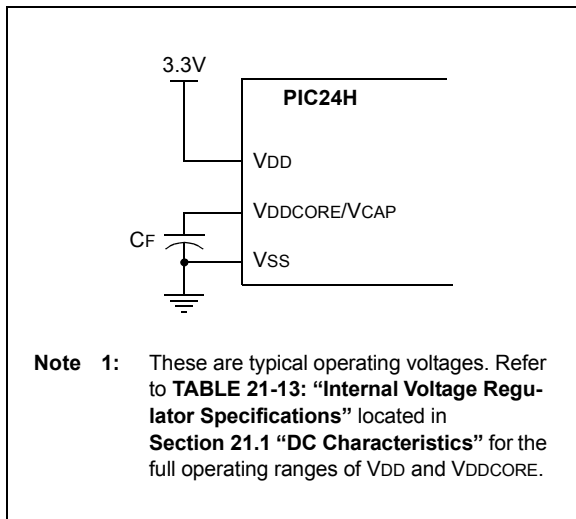 3.3V
PIC24H
VDD
VDDCORE/VCAP
CF
VSS
Note 1: These are typical operating voltages. Refer
to TABLE 21-13: “Internal Voltage Regu-
lator Specifications” located in
Section 21.1 “DC Characteristics” for the
full operating ranges of VDD and VDDCORE.